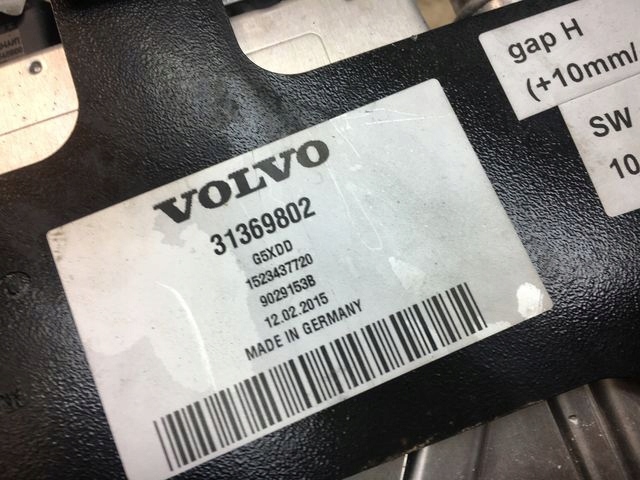 VOLVO
31369802
G5XDD
1523437720
9029153B
12.02.2015
MADE IN GERMANY
gap H
(+10mm/
SW
10